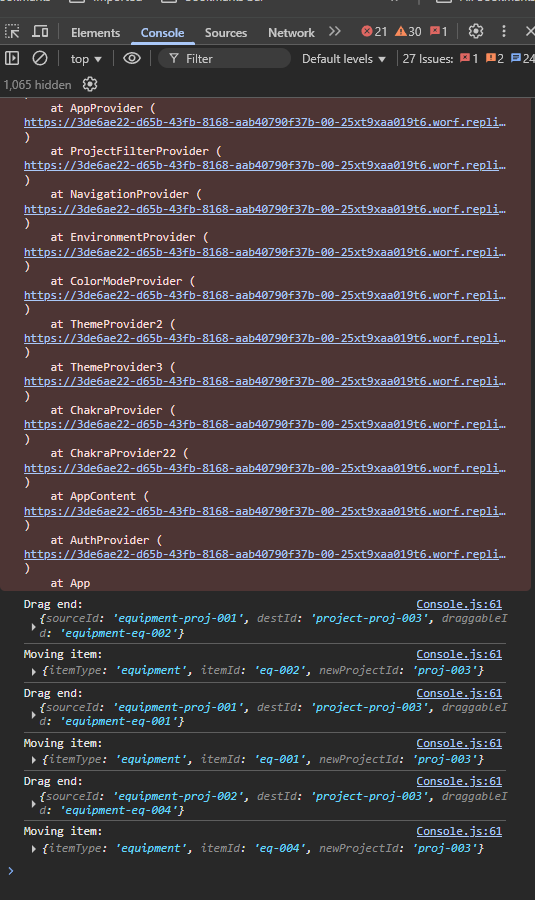 Elements Console Sources Network >> 21 30 1
top Filter Default levels 27 Issues: 1 2 24
1,065 hidden
at AppProvider (
https://3de6ae22-d65b-43fb-8168-aab40790f37b-00-25xt9xaa019t6.worf.repli…
)
at ProjectFilterProvider (
https://3de6ae22-d65b-43fb-8168-aab40790f37b-00-25xt9xaa019t6.worf.repli…
)
at NavigationProvider (
https://3de6ae22-d65b-43fb-8168-aab40790f37b-00-25xt9xaa019t6.worf.repli…
)
at EnvironmentProvider (
https://3de6ae22-d65b-43fb-8168-aab40790f37b-00-25xt9xaa019t6.worf.repli…
)
at ColorModeProvider (
https://3de6ae22-d65b-43fb-8168-aab40790f37b-00-25xt9xaa019t6.worf.repli…
)
at ThemeProvider2 (
https://3de6ae22-d65b-43fb-8168-aab40790f37b-00-25xt9xaa019t6.worf.repli…
)
at ThemeProvider3 (
https://3de6ae22-d65b-43fb-8168-aab40790f37b-00-25xt9xaa019t6.worf.repli…
)
at ChakraProvider (
https://3de6ae22-d65b-43fb-8168-aab40790f37b-00-25xt9xaa019t6.worf.repli…
)
at ChakraProvider22 (
https://3de6ae22-d65b-43fb-8168-aab40790f37b-00-25xt9xaa019t6.worf.repli…
)
at AppContent (
https://3de6ae22-d65b-43fb-8168-aab40790f37b-00-25xt9xaa019t6.worf.repli…
)
at AuthProvider (
https://3de6ae22-d65b-43fb-8168-aab40790f37b-00-25xt9xaa019t6.worf.repli…
)
at App
Drag end: Console.js:61
{sourceId: 'equipment-proj-001', destId: 'project-proj-003', draggableI
d: 'equipment-eq-002'}
Moving item: Console.js:61
{itemType: 'equipment', itemId: 'eq-002', newProjectId: 'proj-003'}
Drag end: Console.js:61
{sourceId: 'equipment-proj-001', destId: 'project-proj-003', draggableI
d: 'equipment-eq-001'}
Moving item: Console.js:61
{itemType: 'equipment', itemId: 'eq-001', newProjectId: 'proj-003'}
Drag end: Console.js:61
{sourceId: 'equipment-proj-002', destId: 'project-proj-003', draggableI
d: 'equipment-eq-004'}
Moving item: Console.js:61
{itemType: 'equipment', itemId: 'eq-004', newProjectId: 'proj-003'}